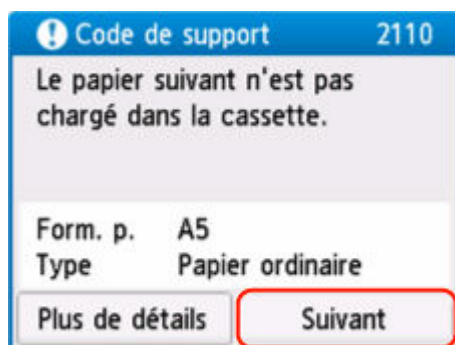 Code de support 2110
Le papier suivant n'est pas
chargé dans la cassette.
Form. p. A5
Type Papier ordinaire
Plus de détails Suivant